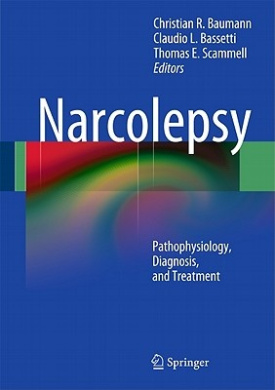 Christian R. Baumann
Claudio L. Bassetti
Thomas E. Scammell
Editors
Narcolepsy
Pathophysiology,
Diagnosis,
and Treatment
Springer